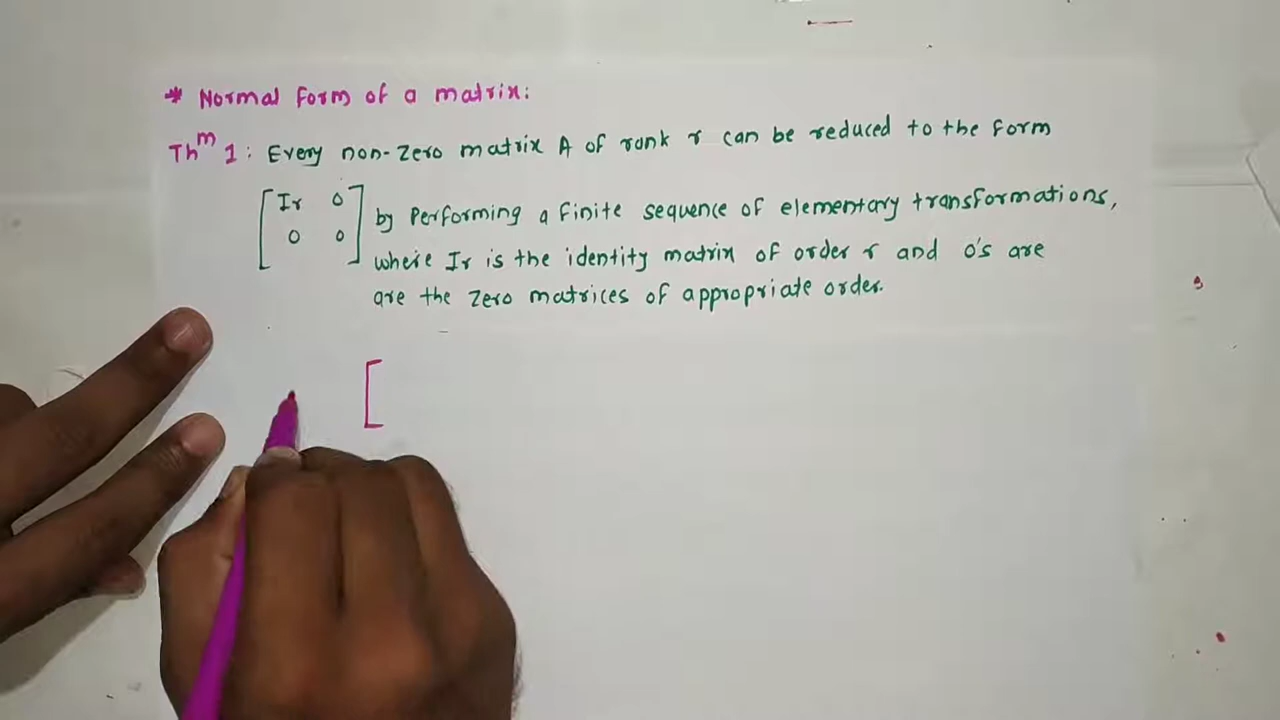 * Normal Form of a matrix:
Thm 1: Every non-zero matrix A of rank r can be reduced to the form
[Ir 0
0 0] by performing a finite sequence of elementary transformations,
where Ir is the identity matrix of order r and 0's are
are the zero matrices of appropriate order.
[